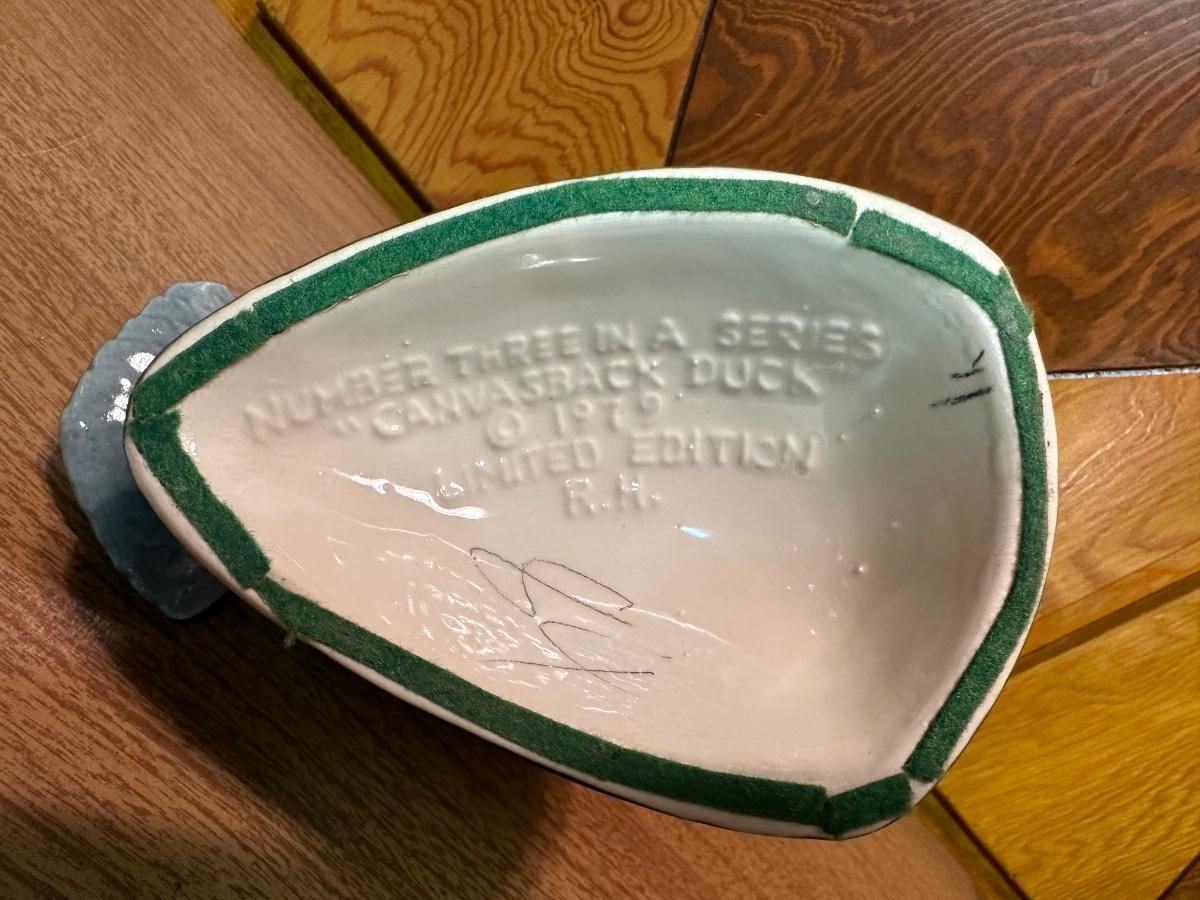 NUMBER THREE IN A SERIES
"CANVASBACK DUCK"
© 1979
LIMITED EDITION
R.H.